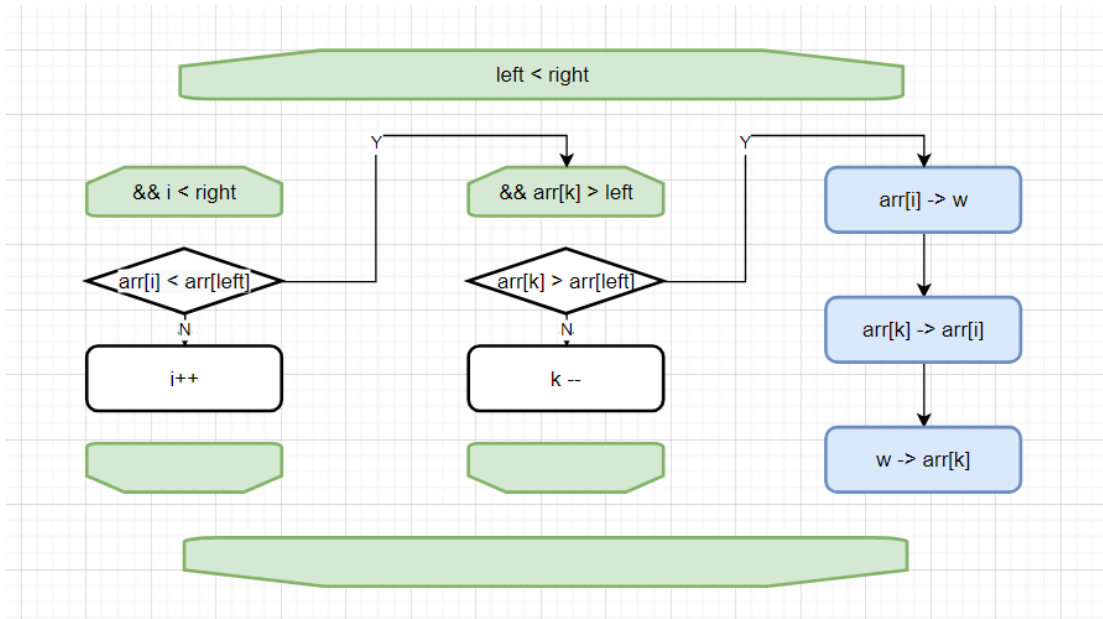 left < right
Y
Y
&& i < right
&& arr[k] > left
arr[i] -> w
arr[i] < arr[left]
arr[k] > arr[left]
N
N
arr[k] -> arr[i]
i++
k --
w -> arr[k]